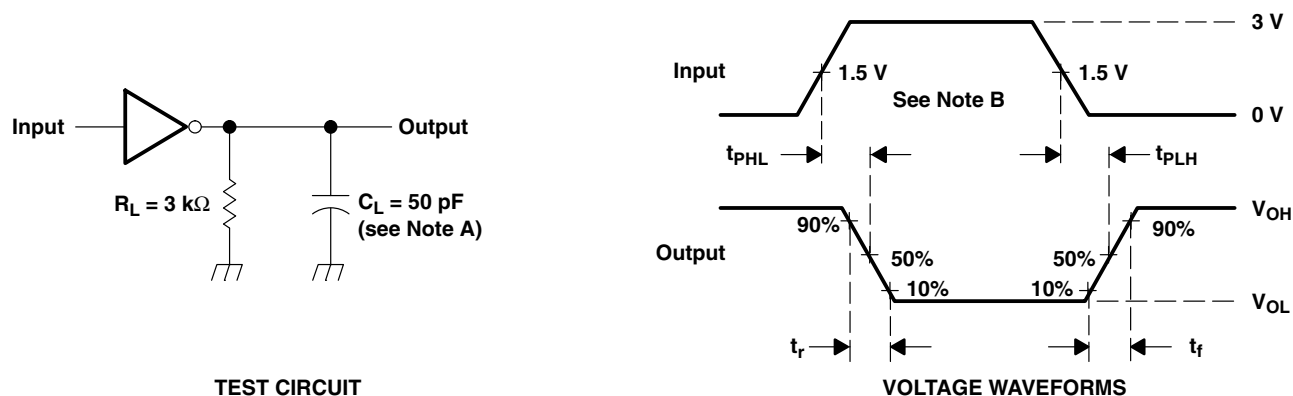 Input
Output
R_L = 3 kΩ
C_L = 50 pF
(see Note A)
TEST CIRCUIT
3 V
Input
1.5 V
1.5 V
See Note B
0 V
t_PHL
t_PLH
V_OH
90%
90%
Output
50%
50%
10%
10%
V_OL
t_r
t_f
VOLTAGE WAVEFORMS